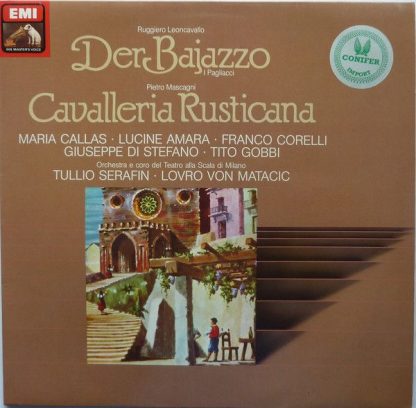 EMI
HIS MASTER'S VOICE
Ruggiero Leoncavallo
Der Bajazzo
I Pagliacci
CONIFER
IMPORT
Pietro Mascagni
Cavalleria Rusticana
MARIA CALLAS · LUCINE AMARA · FRANCO CORELLI
GIUSEPPE DI STEFANO · TITO GOBBI
Orchestra e coro del Teatro alla Scala di Milano
TULLIO SERAFIN · LOVRO VON MATACIC